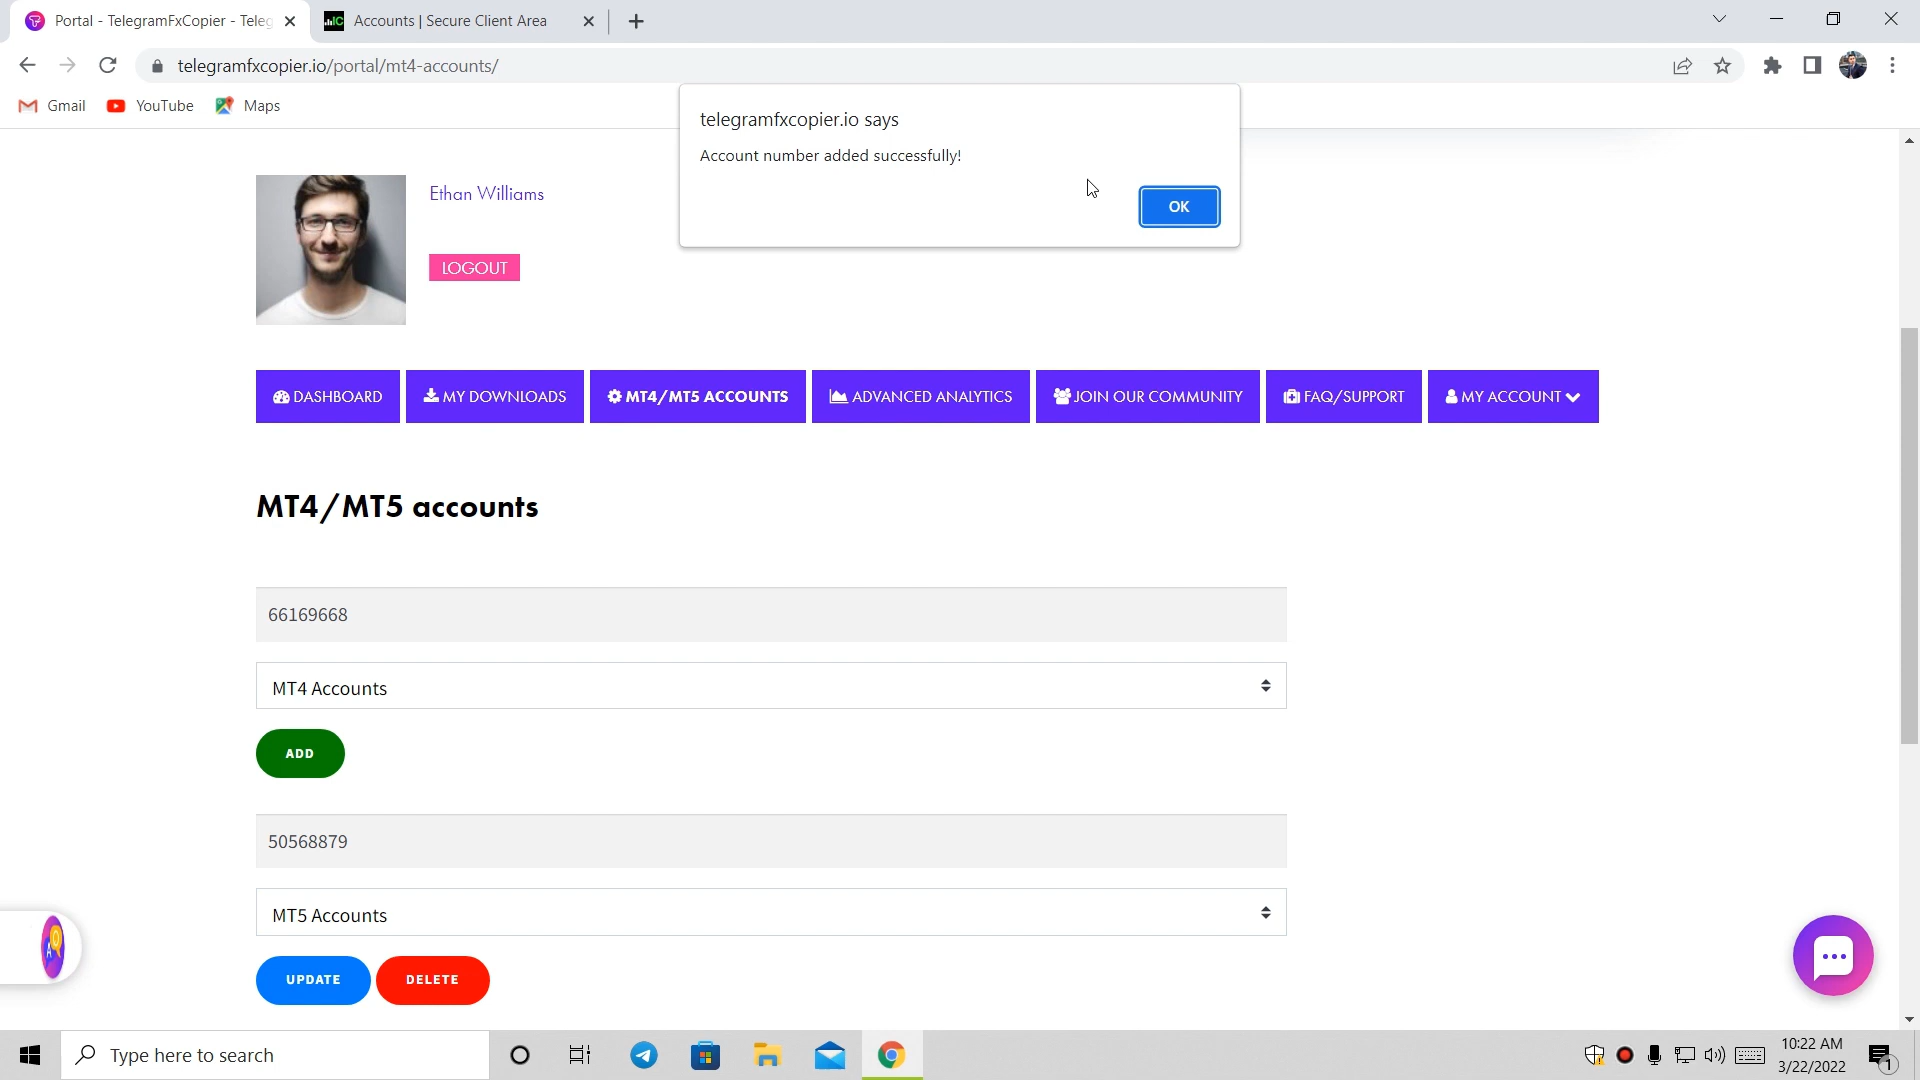 Portal - TelegramFxCopier - Teleg
Accounts | Secure Client Area
telegramfxcopier.io/portal/mt4-accounts/
Gmail
YouTube
Maps
telegramfxcopier.io says
Account number added successfully!
OK
Ethan Williams
LOGOUT
DASHBOARD
MY DOWNLOADS
MT4/MT5 ACCOUNTS
ADVANCED ANALYTICS
JOIN OUR COMMUNITY
FAQ/SUPPORT
MY ACCOUNT
MT4/MT5 accounts
66169668
MT4 Accounts
ADD
50568879
MT5 Accounts
UPDATE
DELETE
Type here to search
10:22 AM
3/22/2022
1